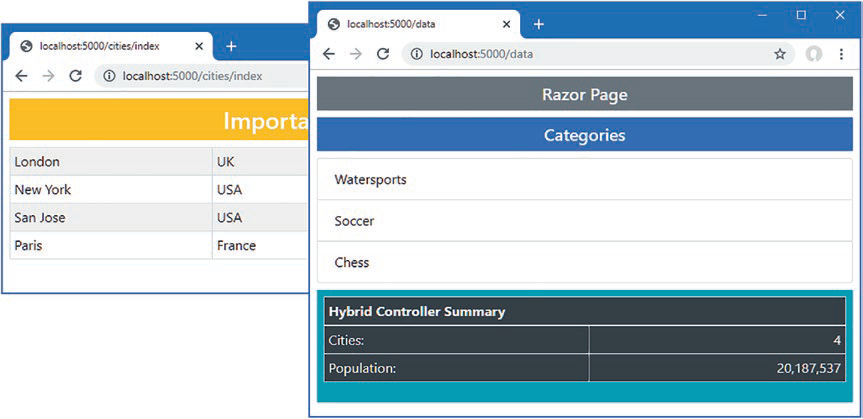 localhost:5000/cities/index
localhost:5000/cities/index
Importa
London UK
New York USA
San Jose USA
Paris France
localhost:5000/data
localhost:5000/data
Razor Page
Categories
Watersports
Soccer
Chess
Hybrid Controller Summary
Cities: 4
Population: 20,187,537